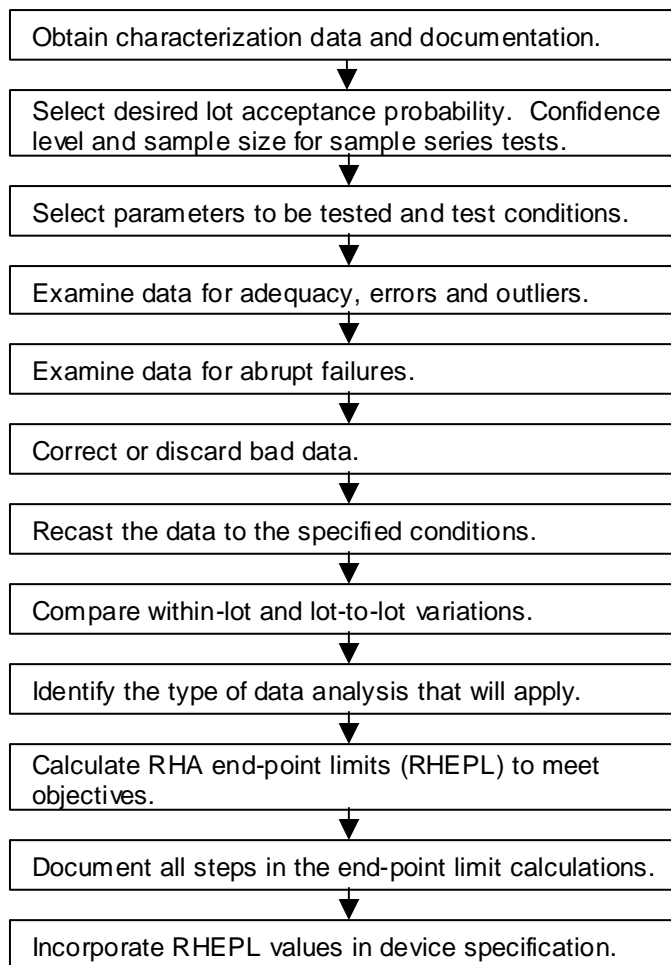 Obtain characterization data and documentation.
Select desired lot acceptance probability.  Confidence
level and sample size for sample series tests.
Select parameters to be tested and test conditions.
Examine data for adequacy, errors and outliers.
Examine data for abrupt failures.
Correct or discard bad data.
Recast the data to the specified conditions.
Compare within-lot and lot-to-lot variations.
Identify the type of data analysis that will apply.
Calculate RHA end-point limits (RHEPL) to meet
objectives.
Document all steps in the end-point limit calculations.
Incorporate RHEPL values in device specification.